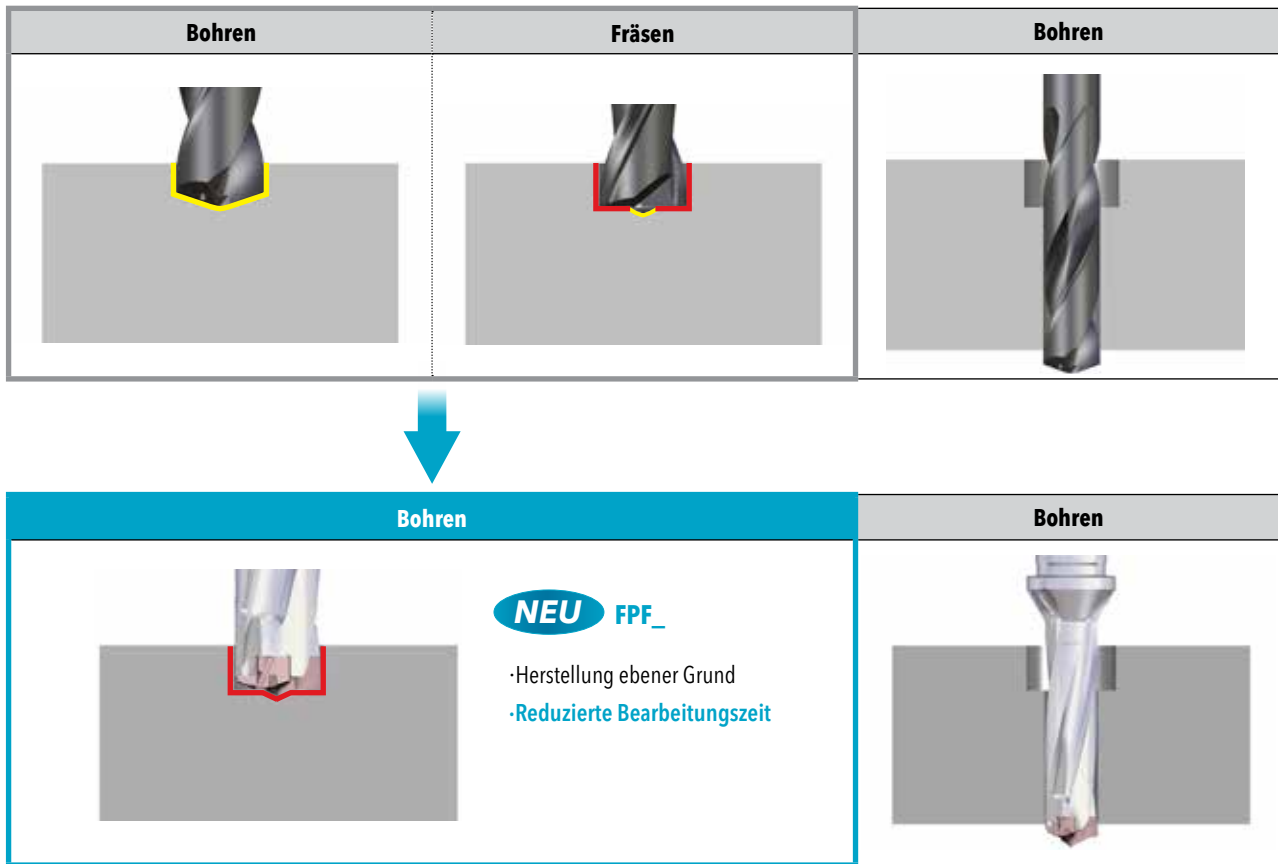 Bohren
Fräsen
Bohren
Bohren
Bohren
NEU FPF_
·Herstellung ebener Grund
·Reduzierte Bearbeitungszeit